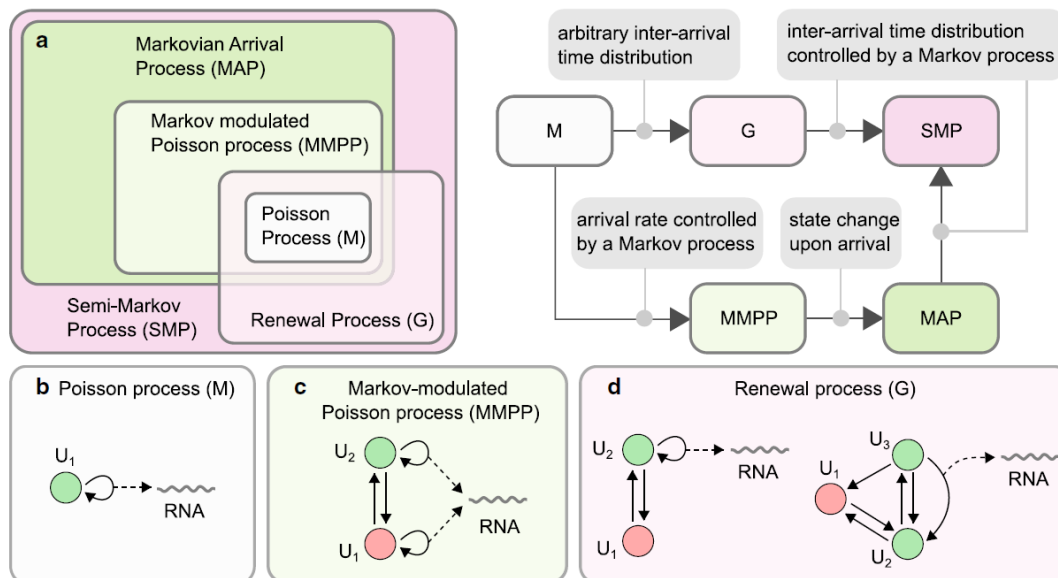 a
Markovian Arrival
Process (MAP)
Markov modulated
Poisson process (MMPP)
Poisson
Process (M)
Semi-Markov
Process (SMP)
Renewal Process (G)
arbitrary inter-arrival
time distribution
inter-arrival time distribution
controlled by a Markov process
M
G
SMP
arrival rate controlled
by a Markov process
state change
upon arrival
MMPP
MAP
b Poisson process (M)
U1
RNA
c Markov-modulated
Poisson process (MMPP)
U2
RNA
U1
d Renewal process (G)
U2
RNA
U1
U3
U1
RNA
U2